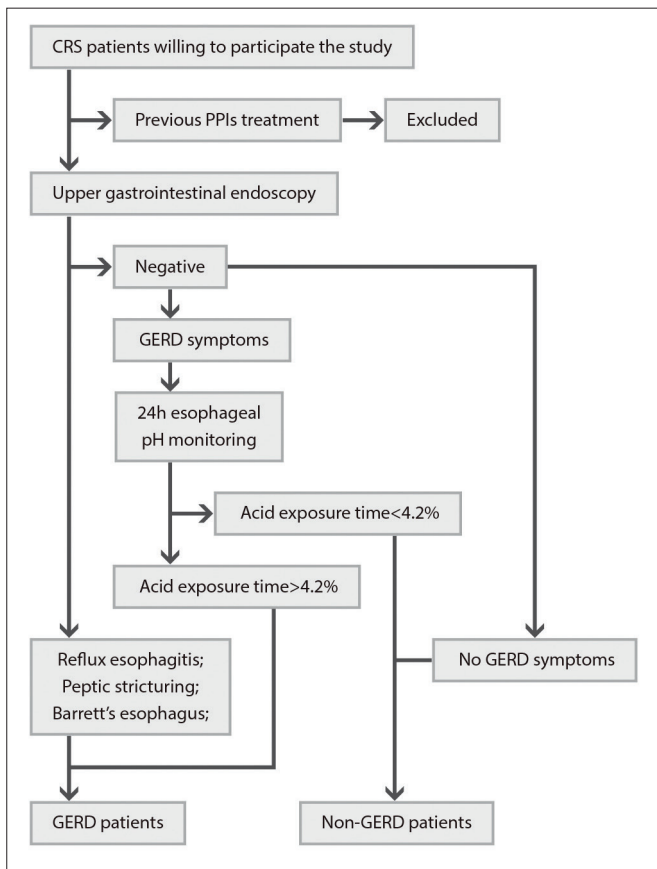 CRS patients willing to participate the study
Previous PPIs treatment
Excluded
Upper gastrointestinal endoscopy
Negative
GERD symptoms
24h esophageal
pH monitoring
Acid exposure time<4.2%
Acid exposure time>4.2%
Reflux esophagitis;
Peptic stricturing;
Barrett's esophagus;
No GERD symptoms
GERD patients
Non-GERD patients